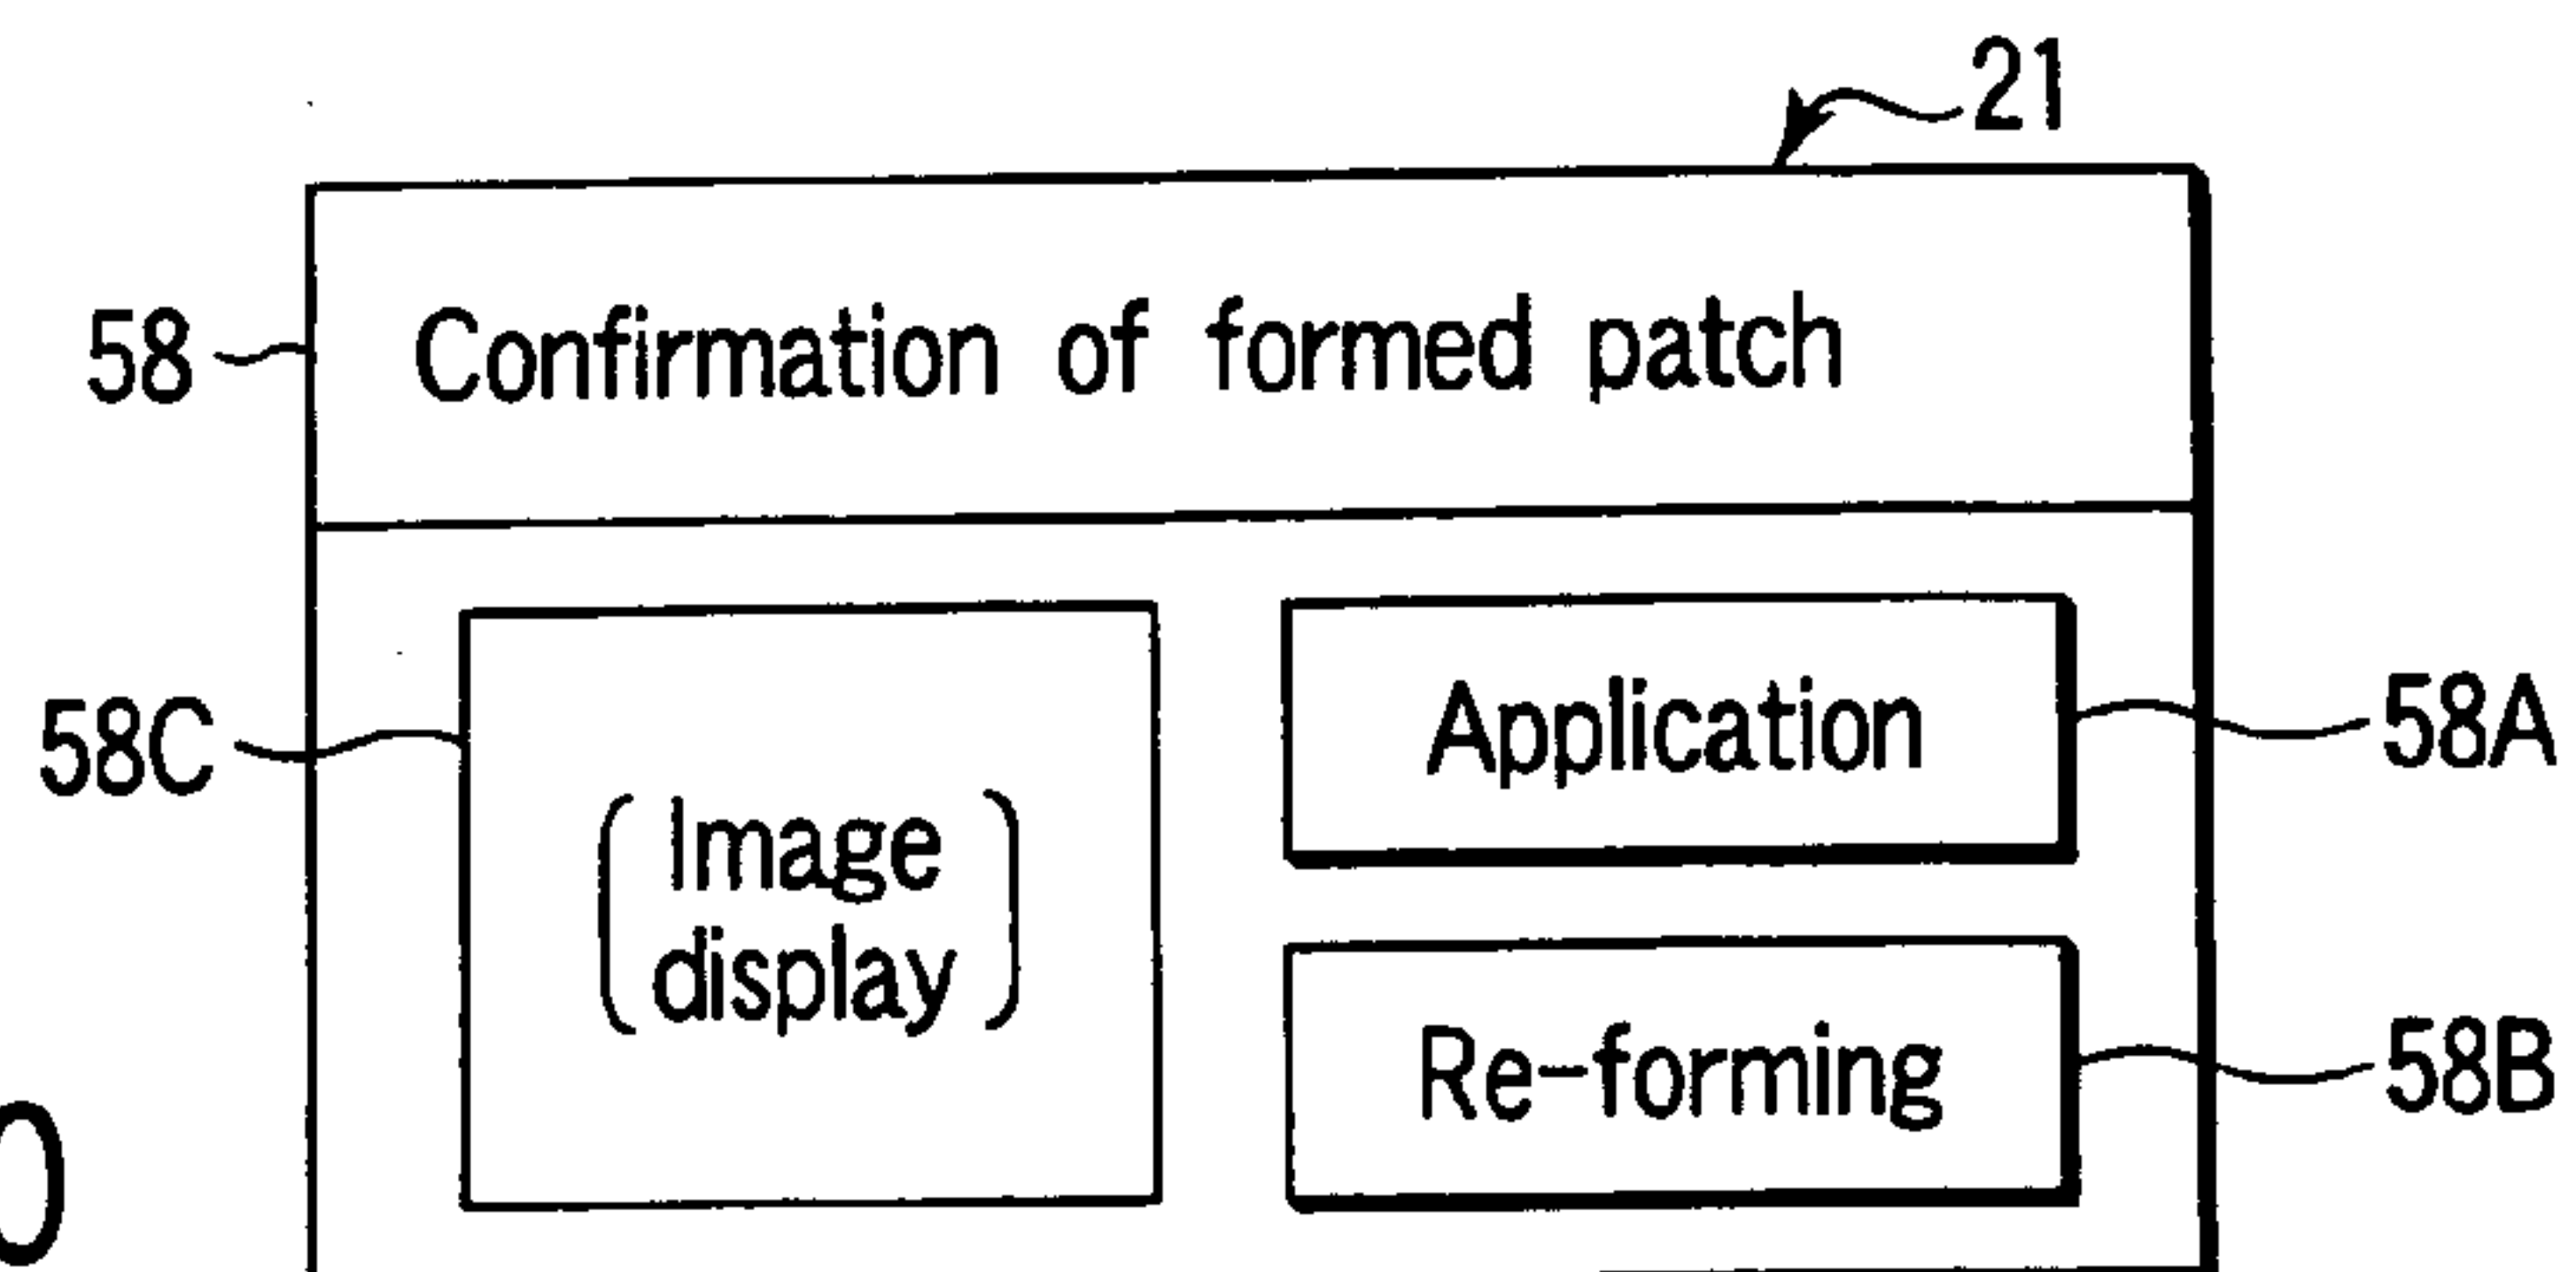 21
58 Confirmation of formed patch
58C Application 58A
Image
display
Re-forming 58B